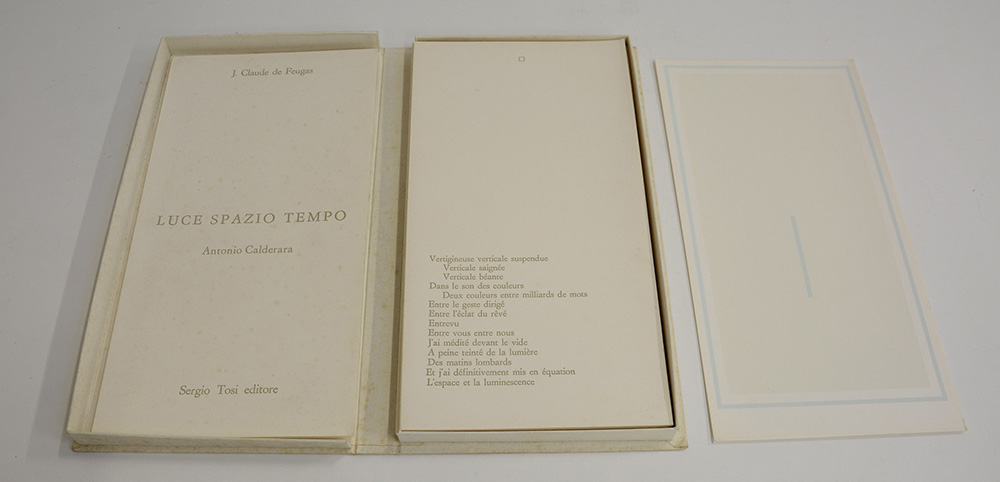 J. Claude de Feugas
LUCE SPAZIO TEMPO
Antonio Calderara
Sergio Tosi editore
Vertigineuse verticale suspendue
Verticale saignée
Verticale béante
Dans le son des couleurs
Deux couleurs entre milliards de mots
Entre le geste dirigé
Entre l'éclat du rêvé
Entrevu
Entre vous entre nous
J'ai médité devant le vide
A peine teinté de la lumière
Des matins lombards
Et j'ai définitivement mis en équation
L'espace et la luminescence